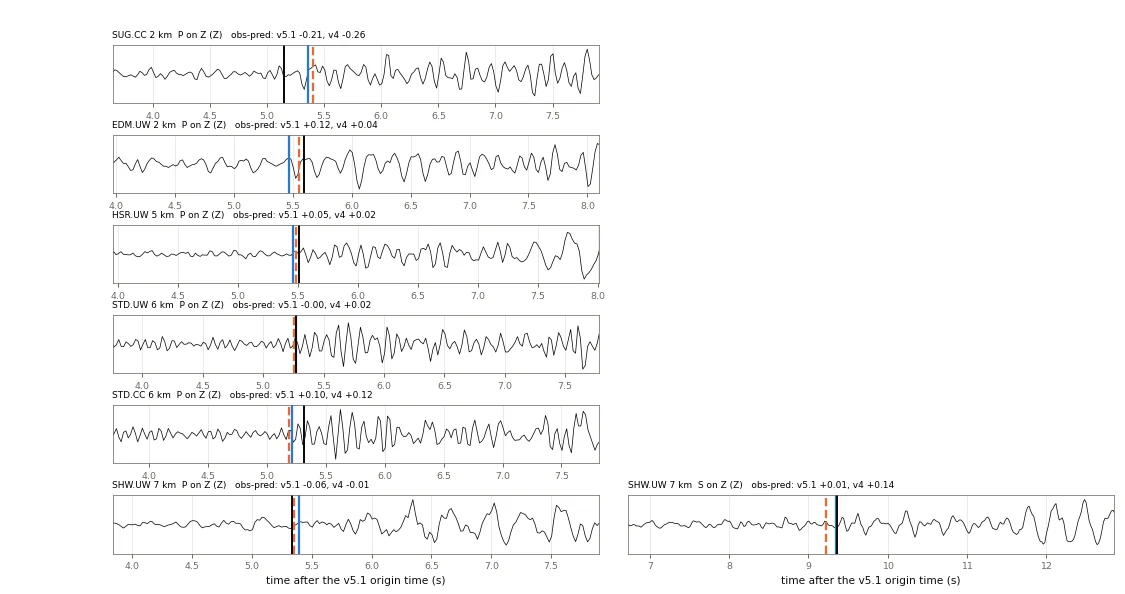 SUG.CC 2 km P on Z (Z) obs-pred: v5.1 -0.21, v4 -0.26
4.0 4.5 5.0 5.5 6.0 6.5 7.0 7.5
EDM.UW 2 km P on Z (Z) obs-pred: v5.1 +0.12, v4 +0.04
4.0 4.5 5.0 5.5 6.0 6.5 7.0 7.5 8.0
HSR.UW 5 km P on Z (Z) obs-pred: v5.1 +0.05, v4 +0.02
4.0 4.5 5.0 5.5 6.0 6.5 7.0 7.5 8.0
STD.UW 6 km P on Z (Z) obs-pred: v5.1 -0.00, v4 +0.02
4.0 4.5 5.0 5.5 6.0 6.5 7.0 7.5
STD.CC 6 km P on Z (Z) obs-pred: v5.1 +0.10, v4 +0.12
4.0 4.5 5.0 5.5 6.0 6.5 7.0 7.5
SHW.UW 7 km P on Z (Z) obs-pred: v5.1 -0.06, v4 -0.01
4.0 4.5 5.0 5.5 6.0 6.5 7.0 7.5
time after the v5.1 origin time (s)
SHW.UW 7 km S on Z (Z) obs-pred: v5.1 +0.01, v4 +0.14
7 8 9 10 11 12
time after the v5.1 origin time (s)